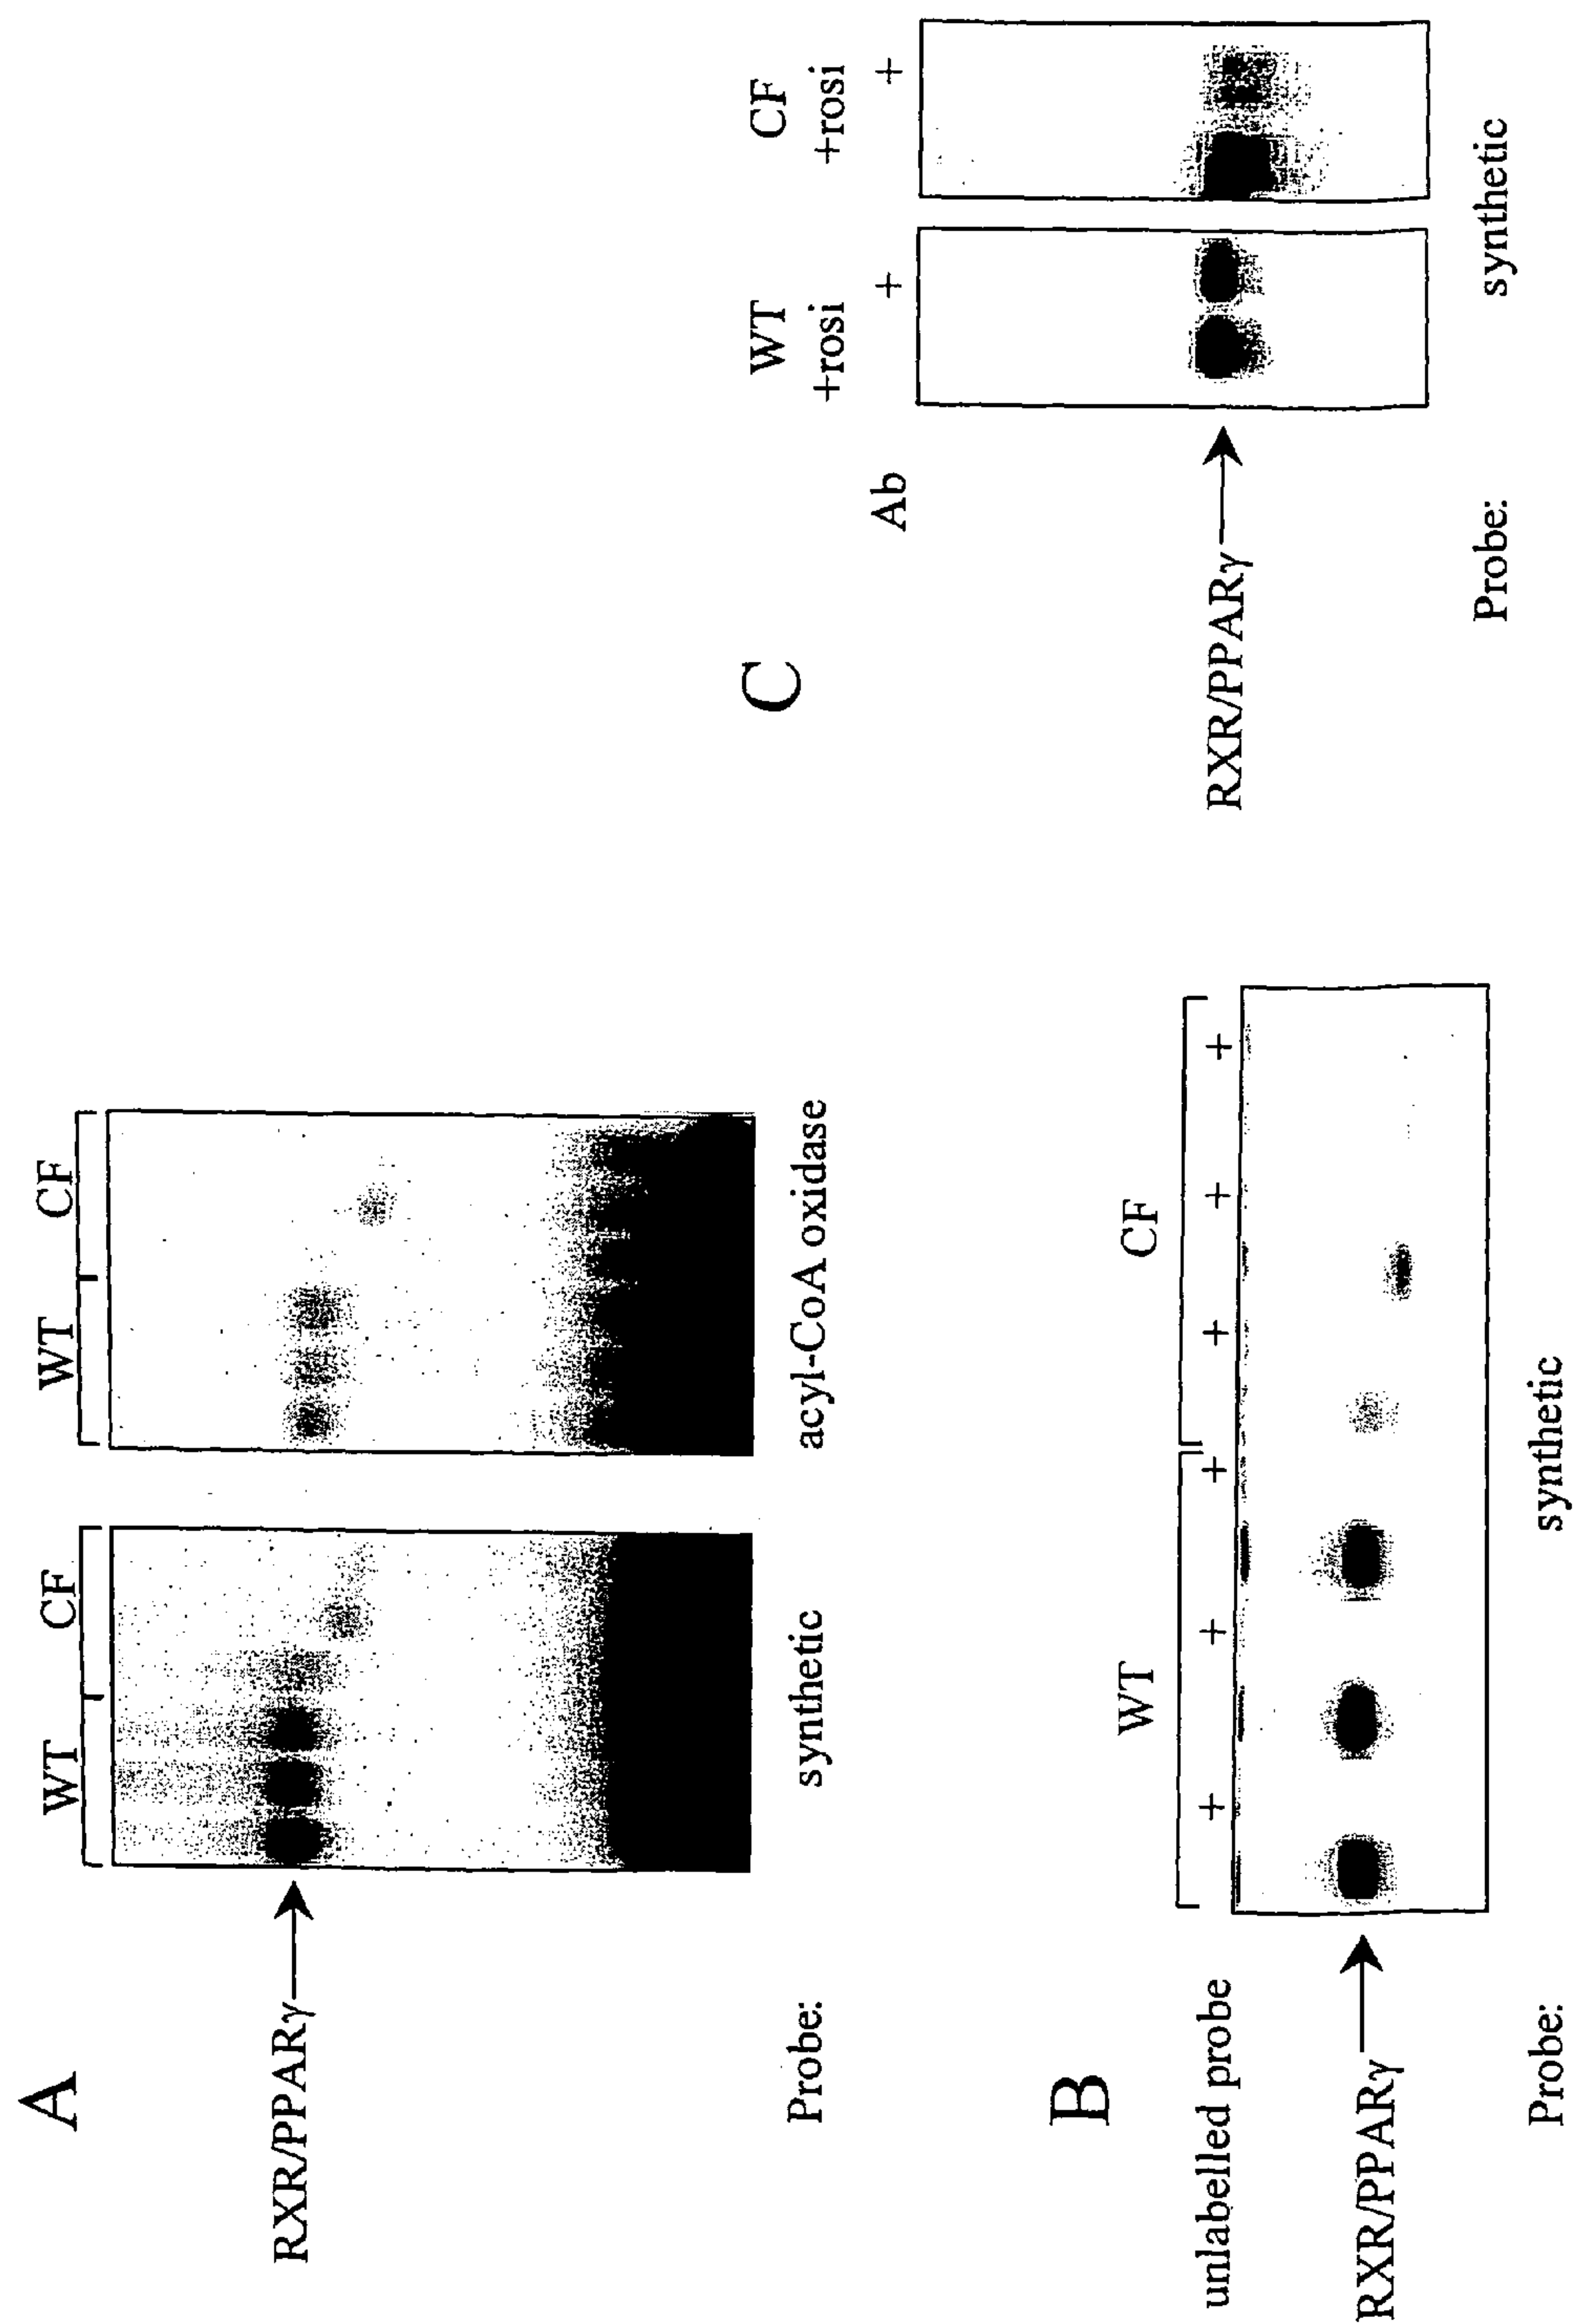 A
WT CF WT CF
RXR/PPARγ
Probe: synthetic acyl-CoA oxidase
B
WT CF
unlabelled probe + + + + + +
RXR/PPARγ
Probe: synthetic
C
WT CF
+rosi +rosi
Ab + +
RXR/PPARγ
Probe: synthetic